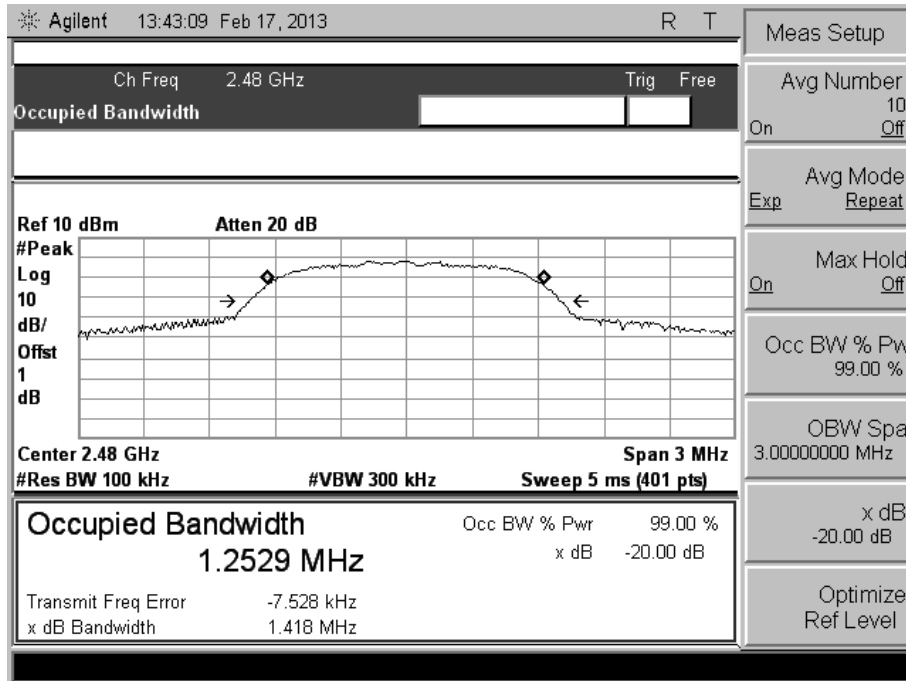 Agilent 13:43:09 Feb 17, 2013 R T
Ch Freq 2.48 GHz Trig Free
Occupied Bandwidth
Ref 10 dBm Atten 20 dB
#Peak
Log
10
dB/
Offst
1
dB
Center 2.48 GHz Span 3 MHz
#Res BW 100 kHz #VBW 300 kHz Sweep 5 ms (401 pts)
Occupied Bandwidth
1.2529 MHz
Occ BW % Pwr 99.00 %
x dB -20.00 dB
Transmit Freq Error -7.528 kHz
x dB Bandwidth 1.418 MHz
Meas Setup
Avg Number
10
On Off
Avg Mode
Exp Repeat
Max Hold
On Off
Occ BW % Pw
99.00 %
OBW Spa
3.00000000 MHz
x dB
-20.00 dB
Optimize
Ref Level